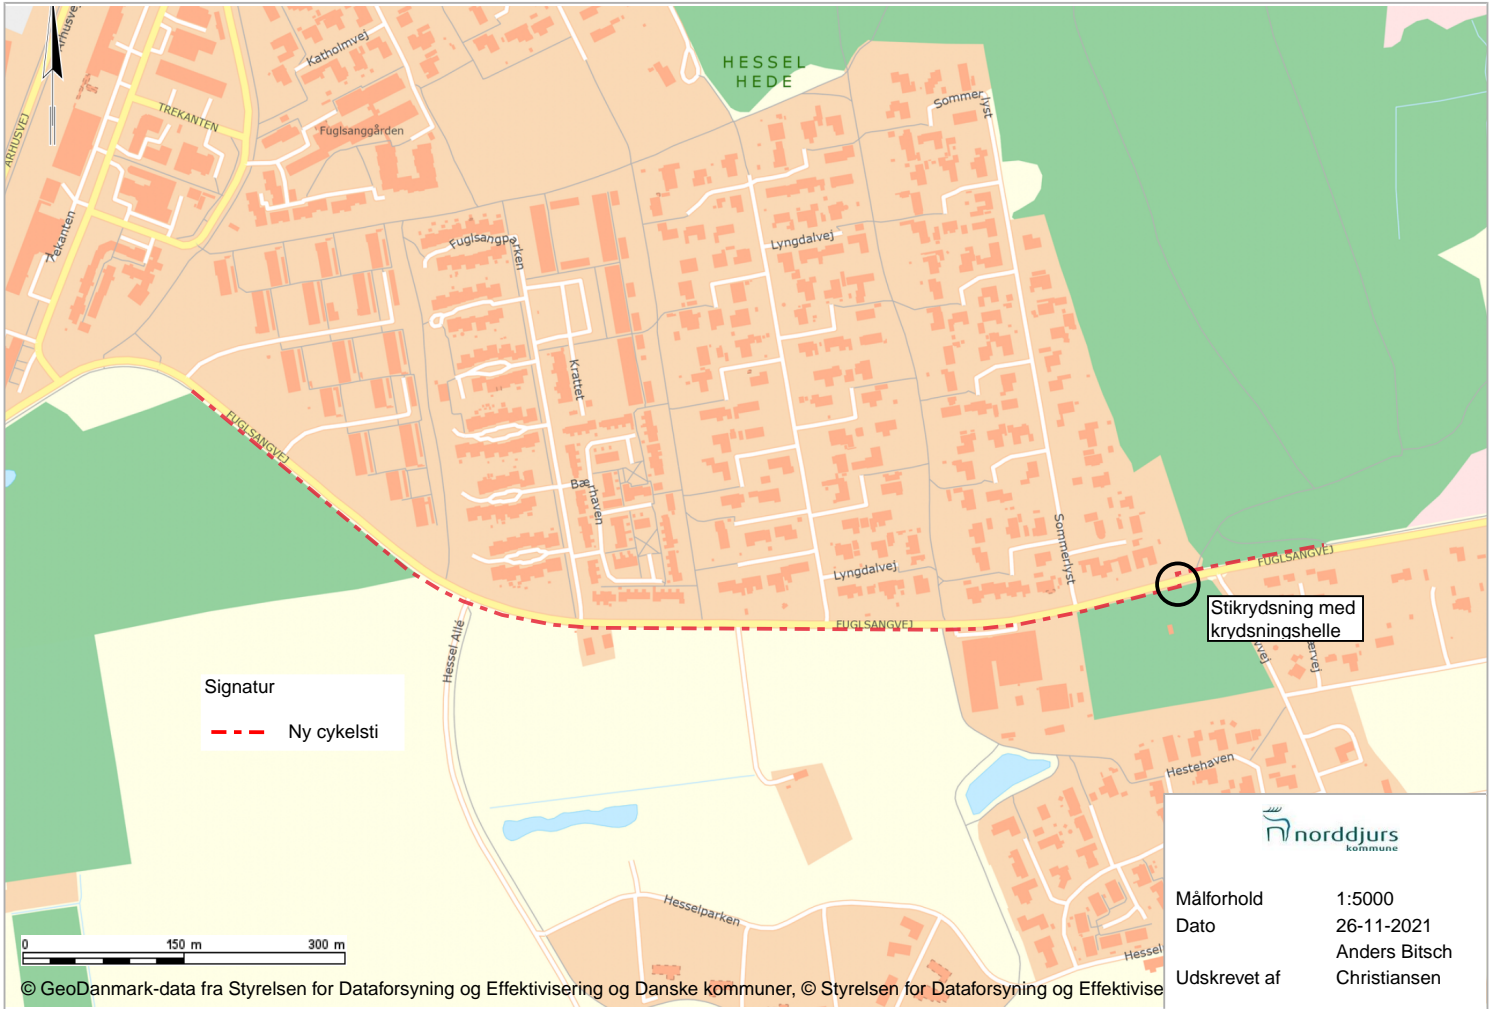 HESSEL
HEDE
Katholmvej
TREKANTEN
Fuglsanggården
ARHUSVEJ
Trekanten
Sommerlyst
Fuglsangparken
Lyngdalvej
Krattet
FUGLSANGVEJ
Bærhaven
Sommerlyst
Lyngdalvej
FUGLSANGVEJ
FUGLSANGVEJ
Stikrydsning med
krydsningshelle
Hessel Allé
Signatur
Ny cykelsti
Hestehaven
Hesselparken
norddjurs
kommune
Målforhold 1:5000
Dato 26-11-2021
Anders Bitsch
Udskrevet af Christiansen
0 150 m 300 m
© GeoDanmark-data fra Styrelsen for Dataforsyning og Effektivisering og Danske kommuner, © Styrelsen for Dataforsyning og Effektivise